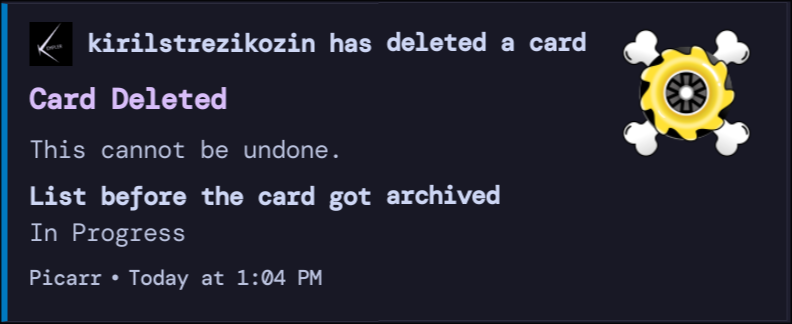 kirilstrezikozin has deleted a card
Card Deleted
This cannot be undone.
List before the card got archived
In Progress
Picarr • Today at 1:04 PM